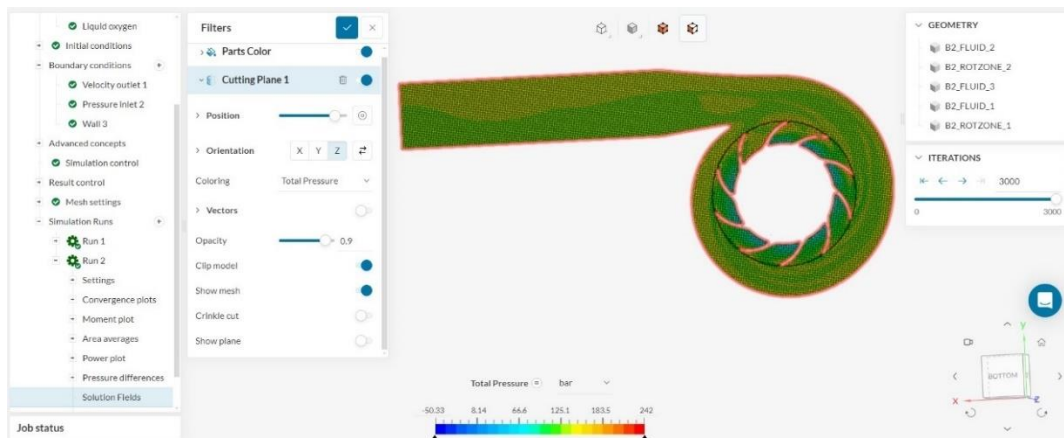 Liquid oxygen
Initial conditions
Boundary conditions
Velocity outlet 1
Pressure inlet 2
Wall 3
Advanced concepts
Simulation control
Result control
Mesh settings
Simulation Runs
Run 1
Run 2
Settings
Convergence plots
Moment plot
Area averages
Power plot
Pressure differences
Solution Fields
Job status
Filters
Parts Color
Cutting Plane 1
Position
Orientation X Y Z
Coloring Total Pressure
Vectors
Opacity 0.9
Clip model
Show mesh
Crinkle cut
Show plane
Total Pressure bar
-50.33 8.14 66.6 125.1 183.5 242
GEOMETRY
B2_FLUID_2
B2_ROTZONE_2
B2_FLUID_3
B2_FLUID_1
B2_ROTZONE_1
ITERATIONS
3000
0 3000
Y
BOTTOM
X Z